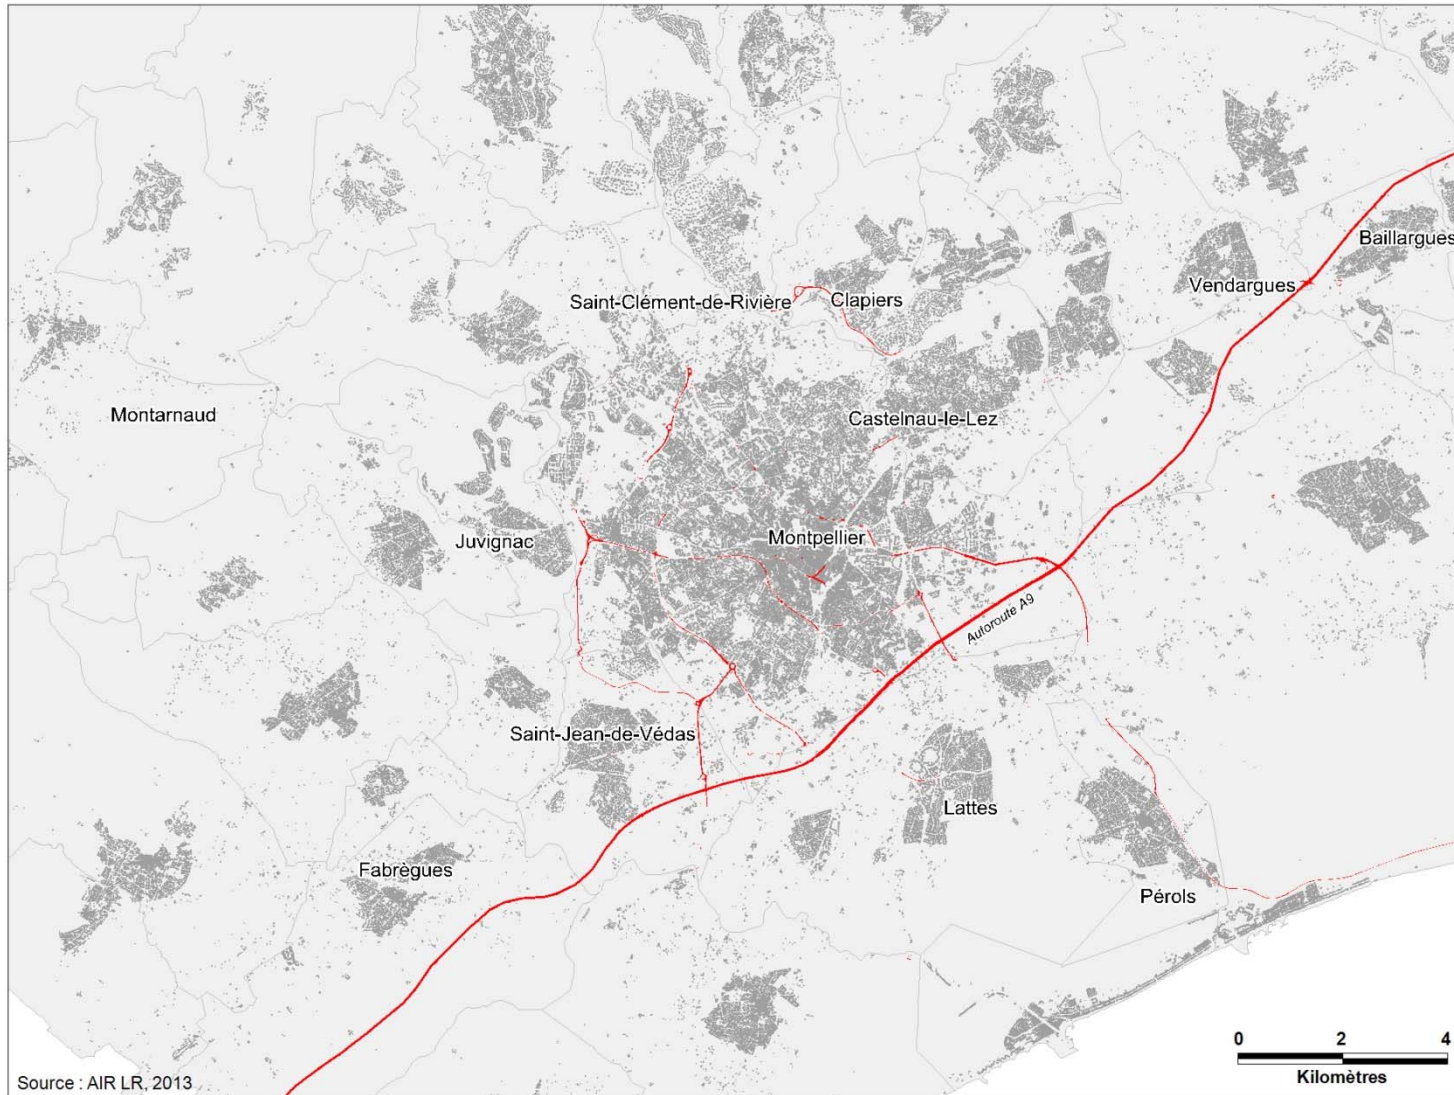 Baillargues
Vendargues
Saint-Clément-de-Rivière
Clapiers
Montarnaud
Castelnau-le-Lez
Juvignac
Montpellier
Autoroute A9
Saint-Jean-de-Védas
Lattes
Fabrègues
Pérols
0 2 4
Kilomètres
Source : AIR LR, 2013